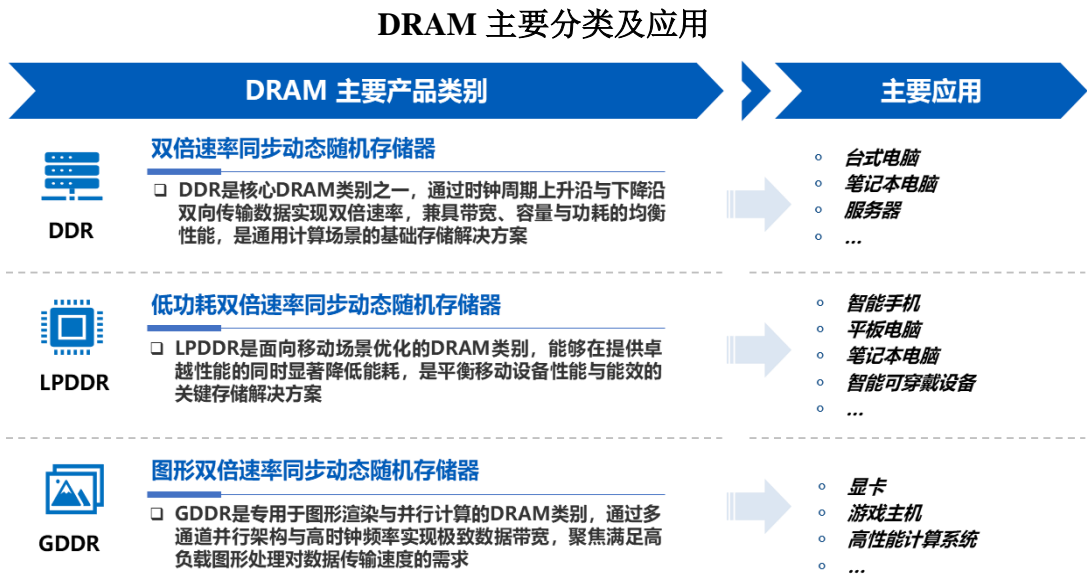 DRAM 主要分类及应用
DRAM 主要产品类别
主要应用
双倍速率同步动态随机存储器
❑ DDR是核心DRAM类别之一，通过时钟周期上升沿与下降沿
双向传输数据实现双倍速率，兼具带宽、容量与功耗的均衡
性能，是通用计算场景的基础存储解决方案
DDR
台式电脑
笔记本电脑
服务器
...
低功耗双倍速率同步动态随机存储器
❑ LPDDR是面向移动场景优化的DRAM类别，能够在提供卓
越性能的同时显著降低能耗，是平衡移动设备性能与能效的
关键存储解决方案
LPDDR
智能手机
平板电脑
笔记本电脑
智能可穿戴设备
...
图形双倍速率同步动态随机存储器
❑ GDDR是专用于图形渲染与并行计算的DRAM类别，通过多
通道并行架构与高时钟频率实现极致数据带宽，聚焦满足高
负载图形处理对数据传输速度的需求
GDDR
显卡
游戏主机
高性能计算系统
...